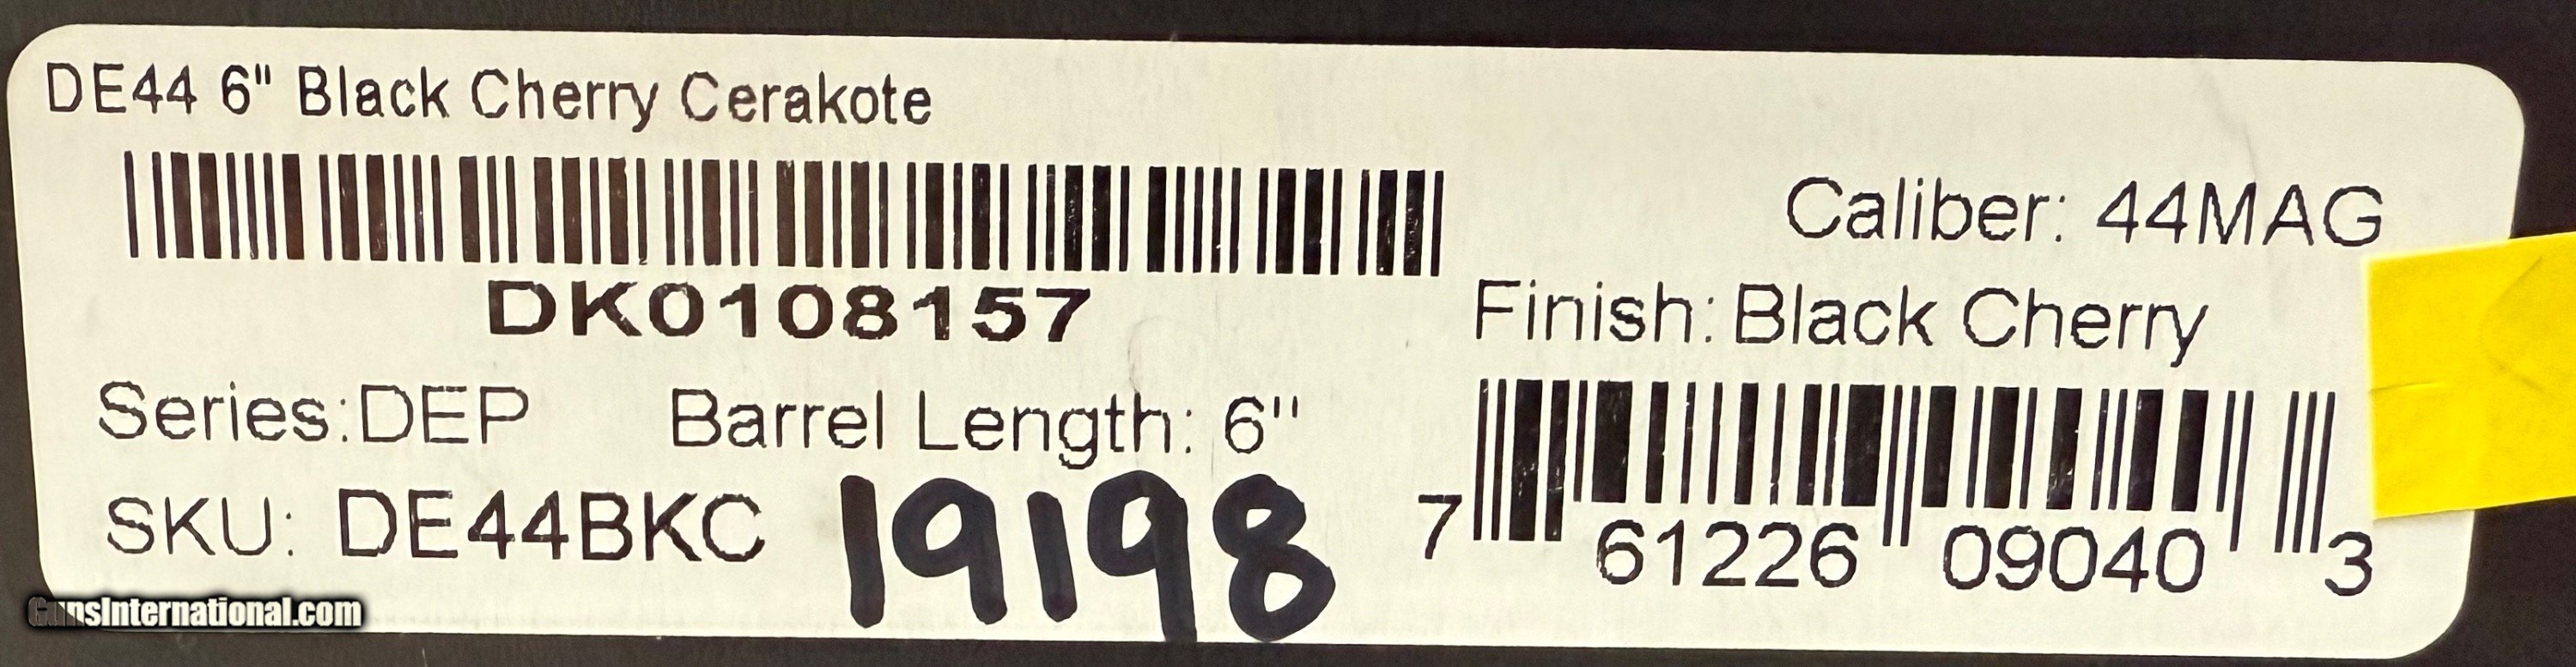 DE44 6" Black Cherry Cerakote
Caliber: 44MAG
DK0108157
Finish: Black Cherry
Series:DEP Barrel Length: 6"
SKU: DE44BKC
19198
7 61226 09040 3
GunsInternational.com